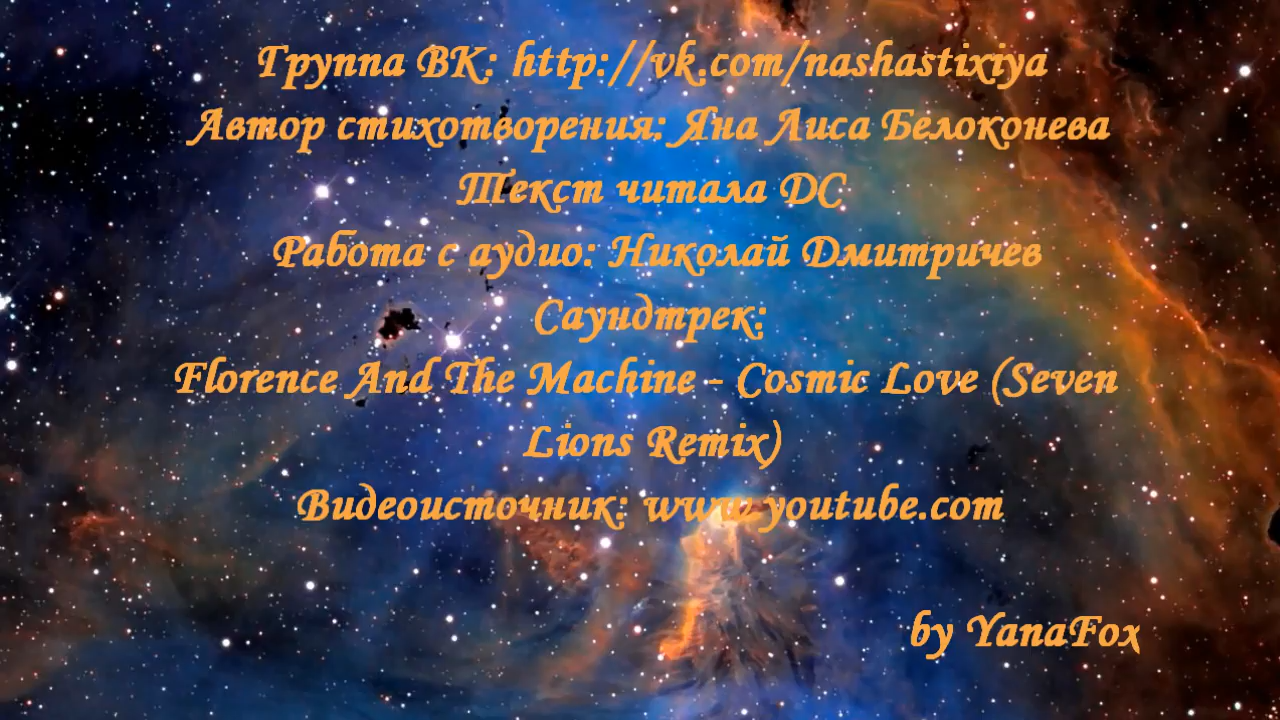 Группа ВК: http://vk.com/nashastixiya
Автор стихотворения: Яна Лиса Белоконева
Текст читала DC
Работа с аудио: Николай Дмитричев
Саундтрек:
Florence And The Machine - Cosmic Love (Seven
Lions Remix)
Видеоисточник: www.youtube.com
by YanaFox